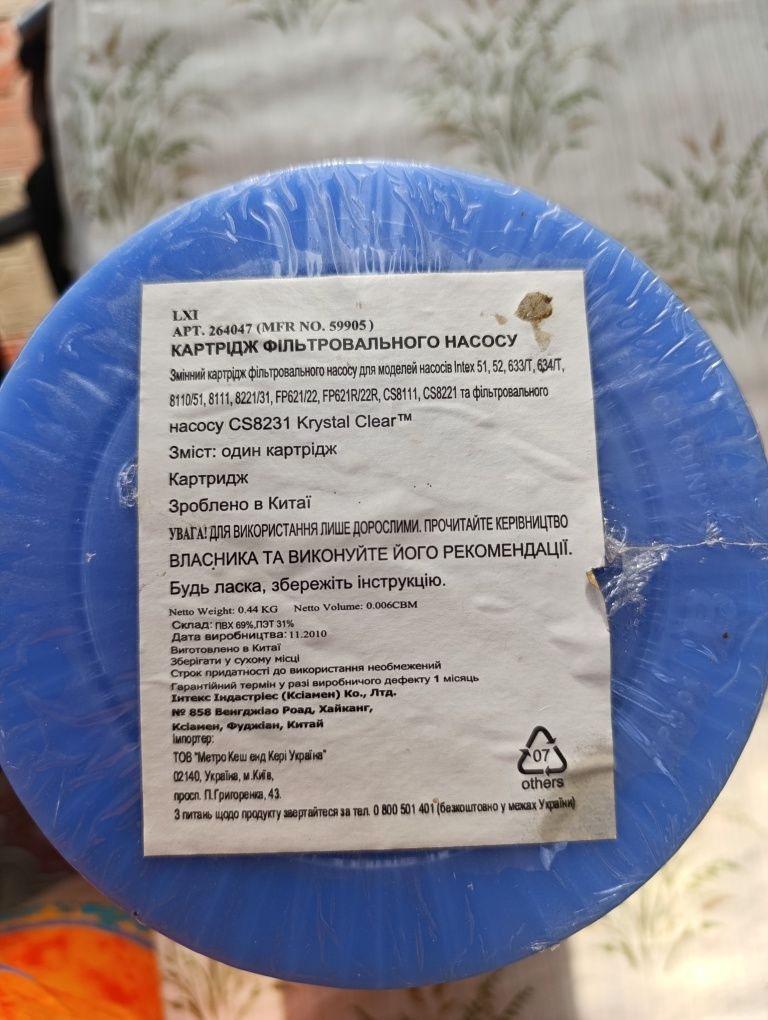 LXI
АРТ. 264047 (MFR NO. 59905)
КАРТРІДЖ ФІЛЬТРОВАЛЬНОГО НАСОСУ
Змінний картрідж фільтровального насосу для моделей насосів Intex 51, 52, 633/T, 634/T,
8110/51, 8111, 8221/31, FP621/22, FP621R/22R, CS8111, CS8221 та фільтровального
насосу CS8231 Krystal Clear™
Зміст: один картрідж
Картридж
Зроблено в Китаї
УВАГА! ДЛЯ ВИКОРИСТАННЯ ЛИШЕ ДОРОСЛИМИ. ПРОЧИТАЙТЕ КЕРІВНИЦТВО
ВЛАСНИКА ТА ВИКОНУЙТЕ ЙОГО РЕКОМЕНДАЦІЇ.
Будь ласка, збережіть інструкцію.
Netto Weight: 0.44 KG Netto Volume: 0.006CBM
Склад: ПВХ 69%,ПЭТ 31%
Дата виробництва: 11.2010
Виготовлено в Китаї
Зберігати у сухому місці
Строк придатності до використання необмежений
Гарантійний термін у разі виробничого дефекту 1 місяць
Інтекс Індастріес (Ксіамен) Ко., Лтд.
№ 858 Венгджіао Роад, Хайканг,
Ксіамен, Фуджіан, Китай
Імпортер:
ТОВ "Метро Кеш енд Кері Україна"
02140, Україна, м.Київ,
просп. П.Григоренка, 43.
З питань щодо продукту звертайтеся за тел. 0 800 501 401 (безкоштовно у межах України)
07
others